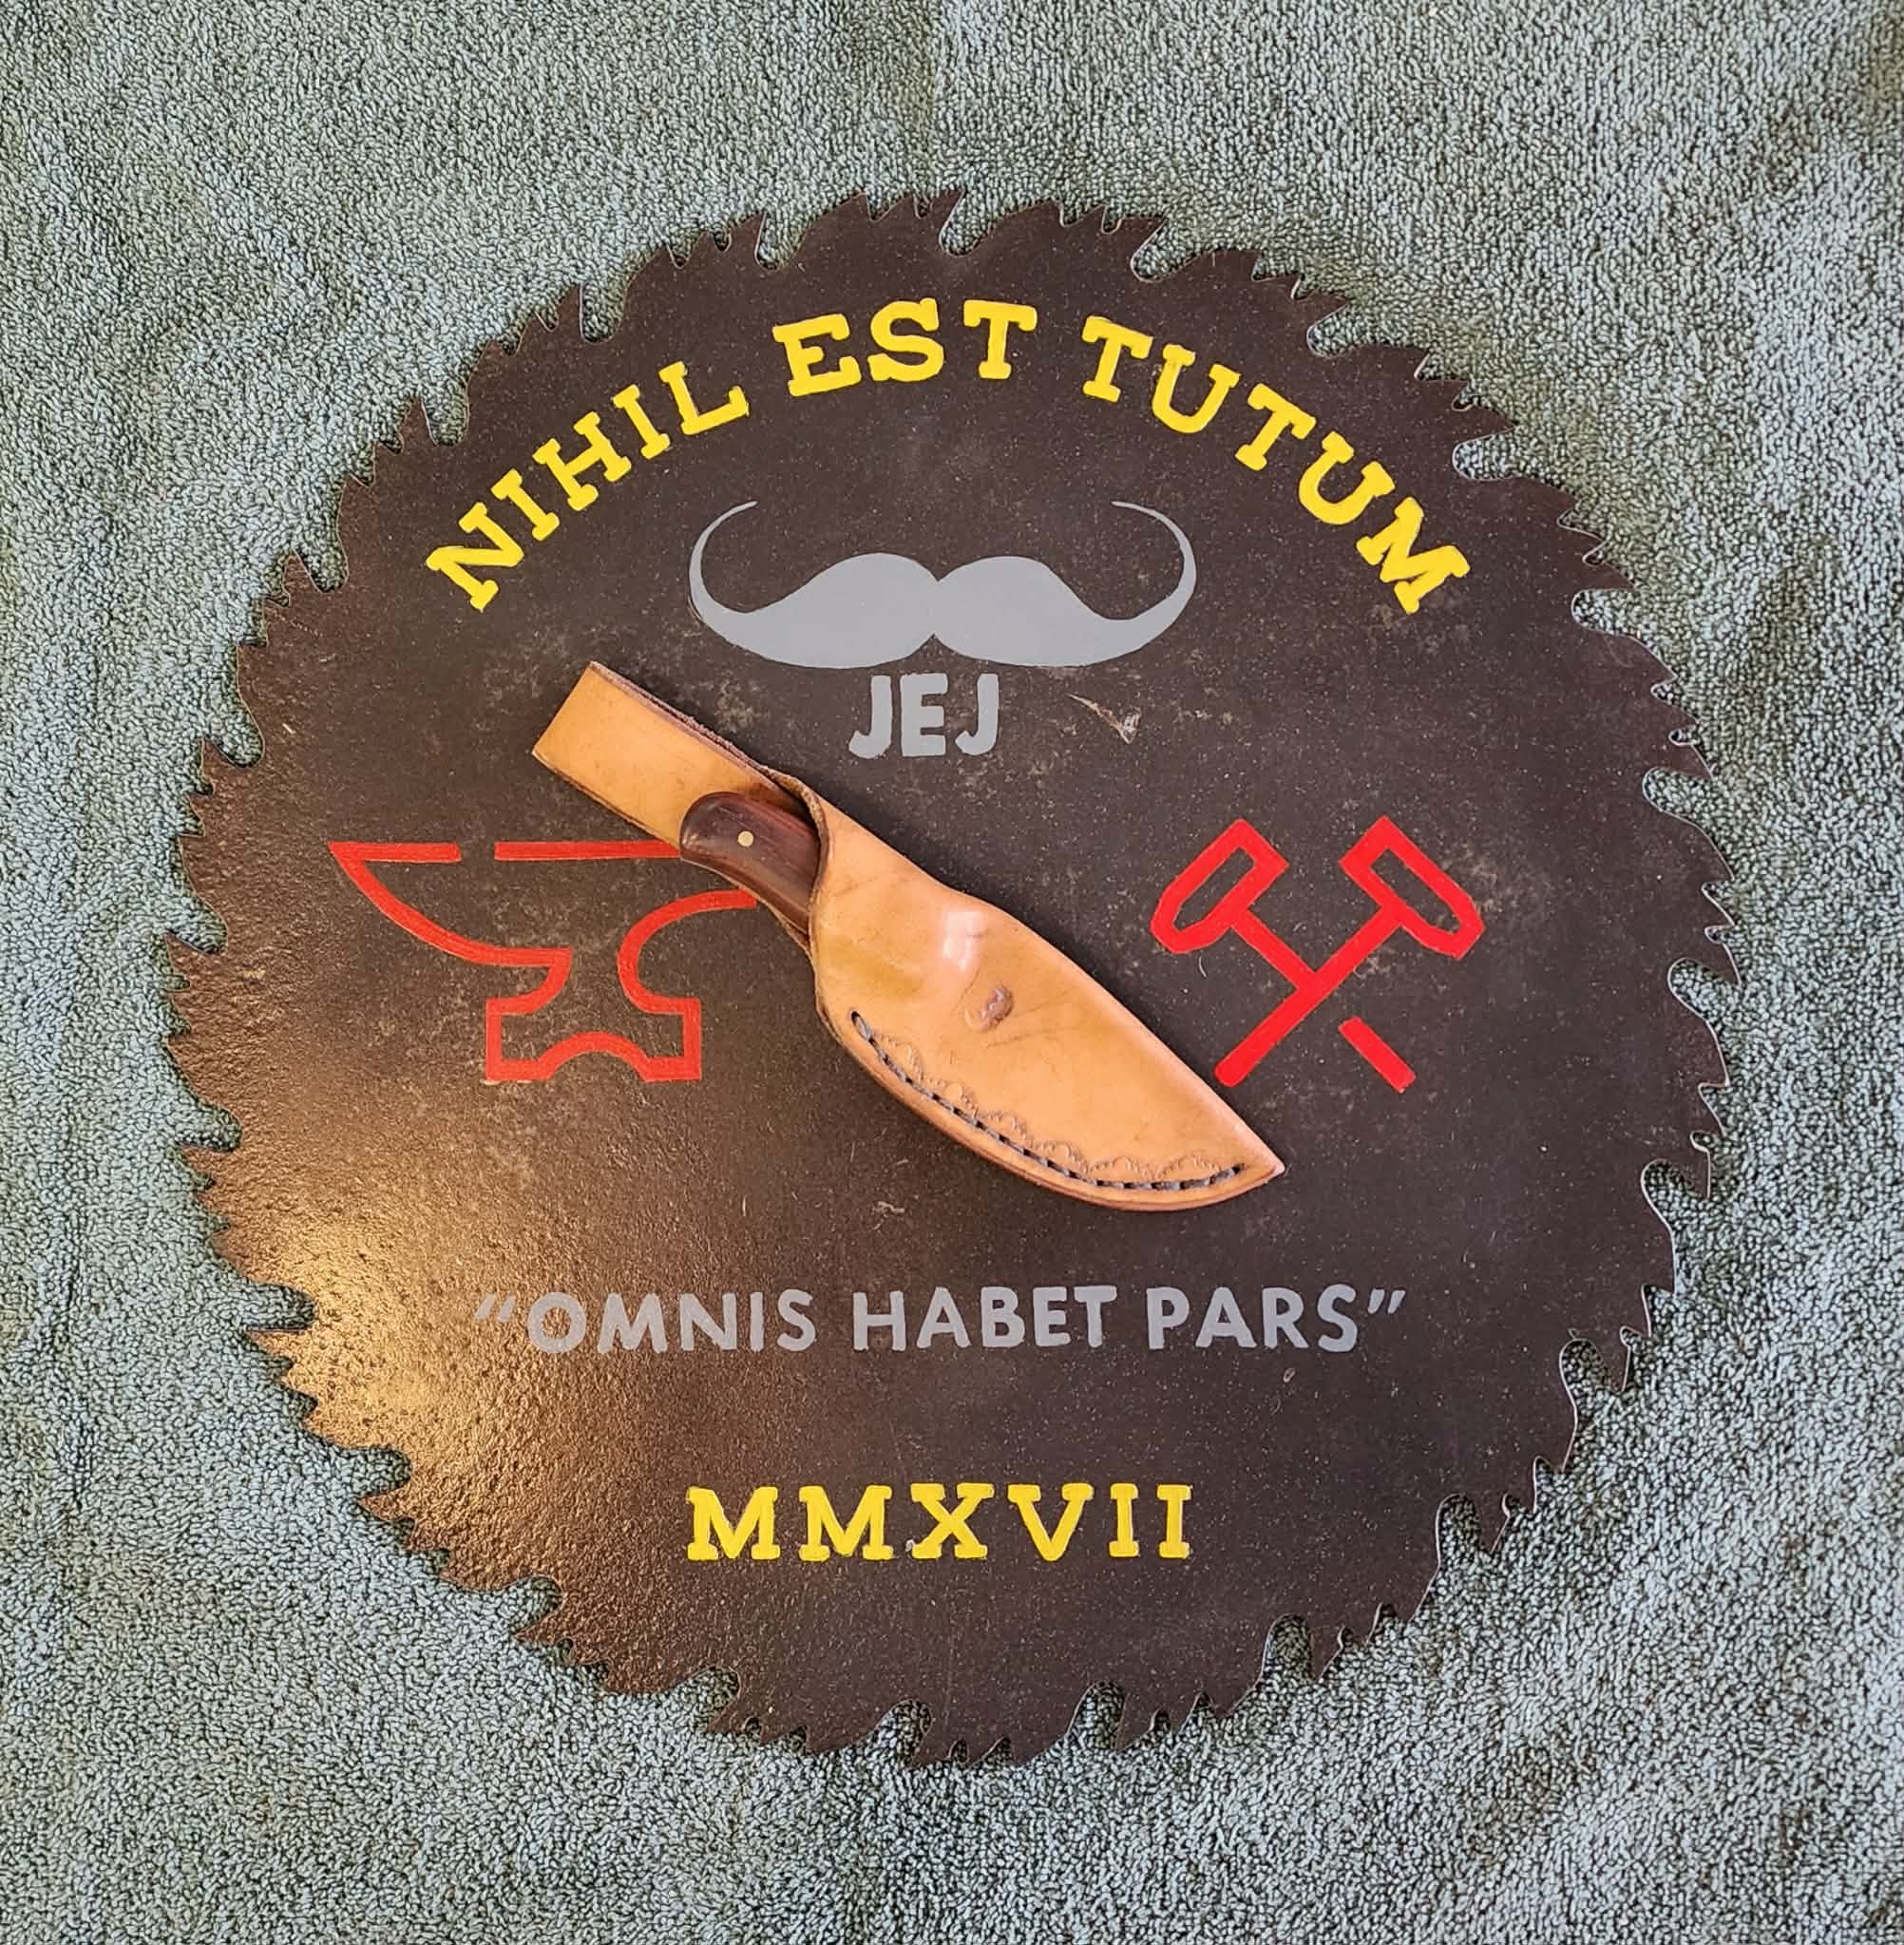 NIHIL EST TUTUM
JEJ
“OMNIS HABET PARS”
MMXVII